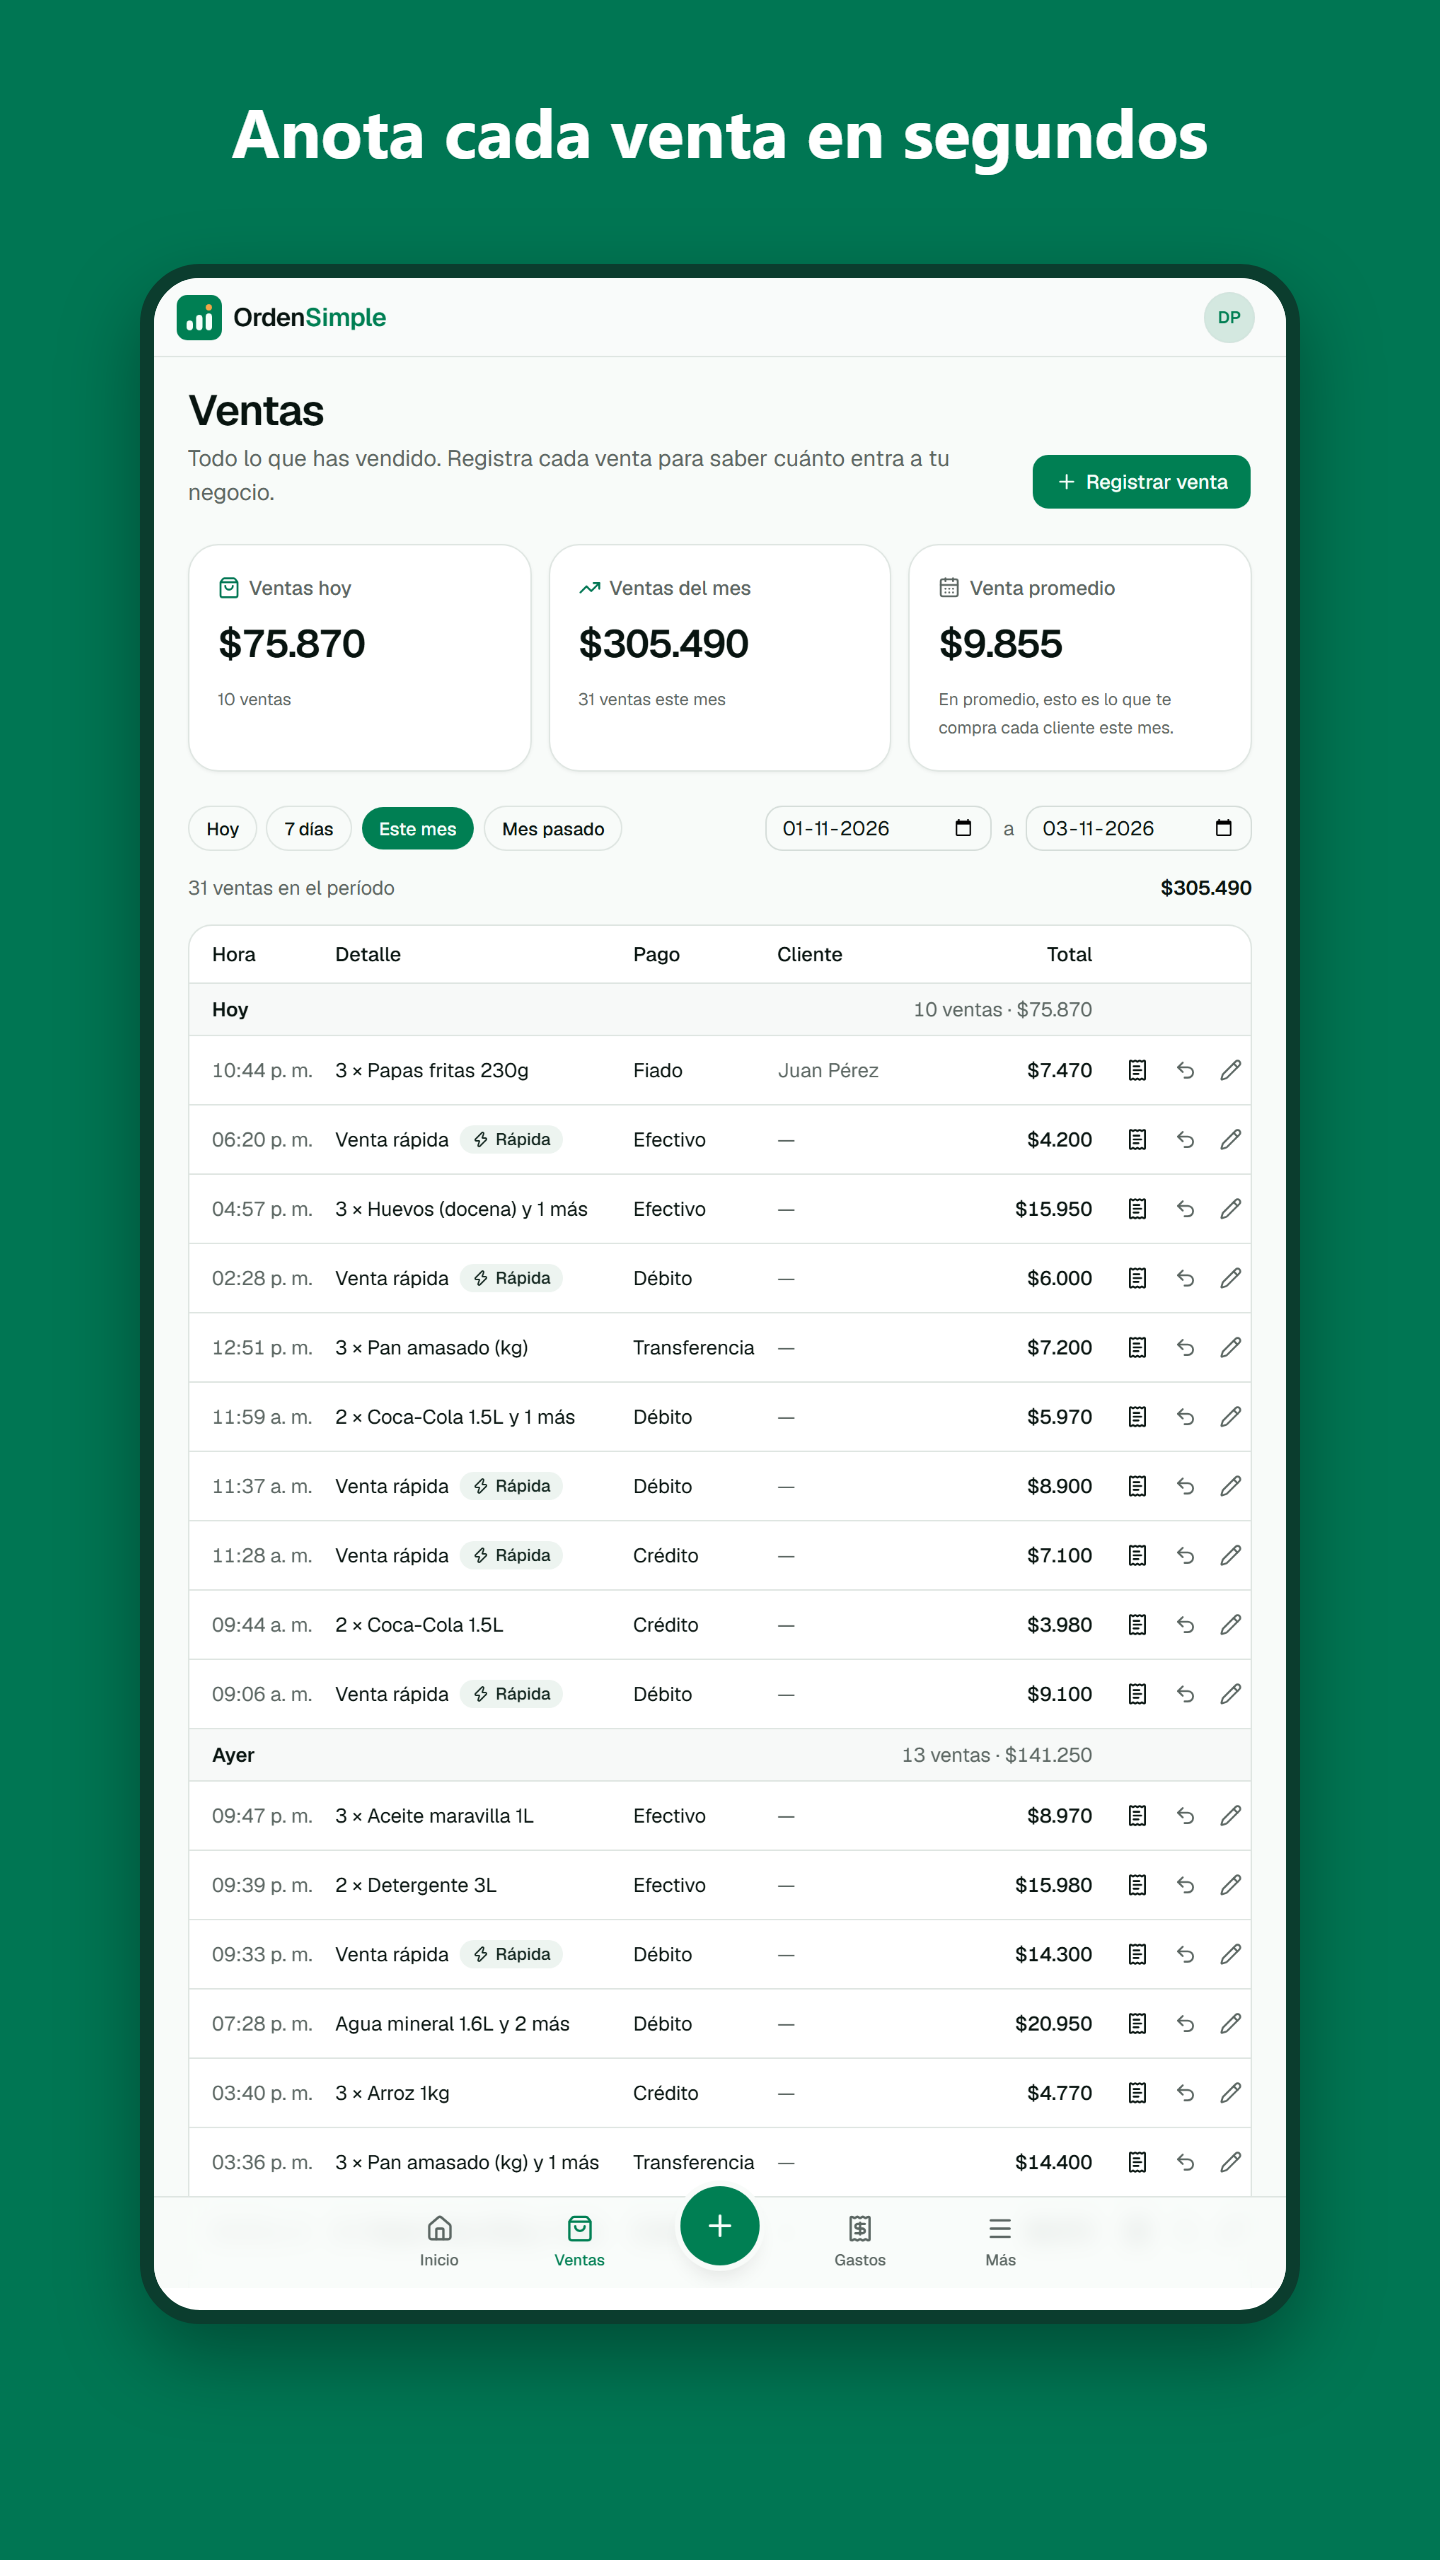 Anota cada venta en segundos
OrdenSimple
DP
Ventas
Todo lo que has vendido. Registra cada venta para saber cuánto entra a tu
negocio.
+ Registrar venta
Ventas hoy
$75.870
10 ventas
Ventas del mes
$305.490
31 ventas este mes
Venta promedio
$9.855
En promedio, esto es lo que te
compra cada cliente este mes.
Hoy 7 días Este mes Mes pasado 01-11-2026 a 03-11-2026
31 ventas en el período $305.490
Hora Detalle Pago Cliente Total
Hoy 10 ventas · $75.870
10:44 p. m. 3 × Papas fritas 230g Fiado Juan Pérez $7.470
06:20 p. m. Venta rápida Rápida Efectivo — $4.200
04:57 p. m. 3 × Huevos (docena) y 1 más Efectivo — $15.950
02:28 p. m. Venta rápida Rápida Débito — $6.000
12:51 p. m. 3 × Pan amasado (kg) Transferencia — $7.200
11:59 a. m. 2 × Coca-Cola 1.5L y 1 más Débito — $5.970
11:37 a. m. Venta rápida Rápida Débito — $8.900
11:28 a. m. Venta rápida Rápida Crédito — $7.100
09:44 a. m. 2 × Coca-Cola 1.5L Crédito — $3.980
09:06 a. m. Venta rápida Rápida Débito — $9.100
Ayer 13 ventas · $141.250
09:47 p. m. 3 × Aceite maravilla 1L Efectivo — $8.970
09:39 p. m. 2 × Detergente 3L Efectivo — $15.980
09:33 p. m. Venta rápida Rápida Débito — $14.300
07:28 p. m. Agua mineral 1.6L y 2 más Débito — $20.950
03:40 p. m. 3 × Arroz 1kg Crédito — $4.770
03:36 p. m. 3 × Pan amasado (kg) y 1 más Transferencia — $14.400
Inicio Ventas + Gastos Más